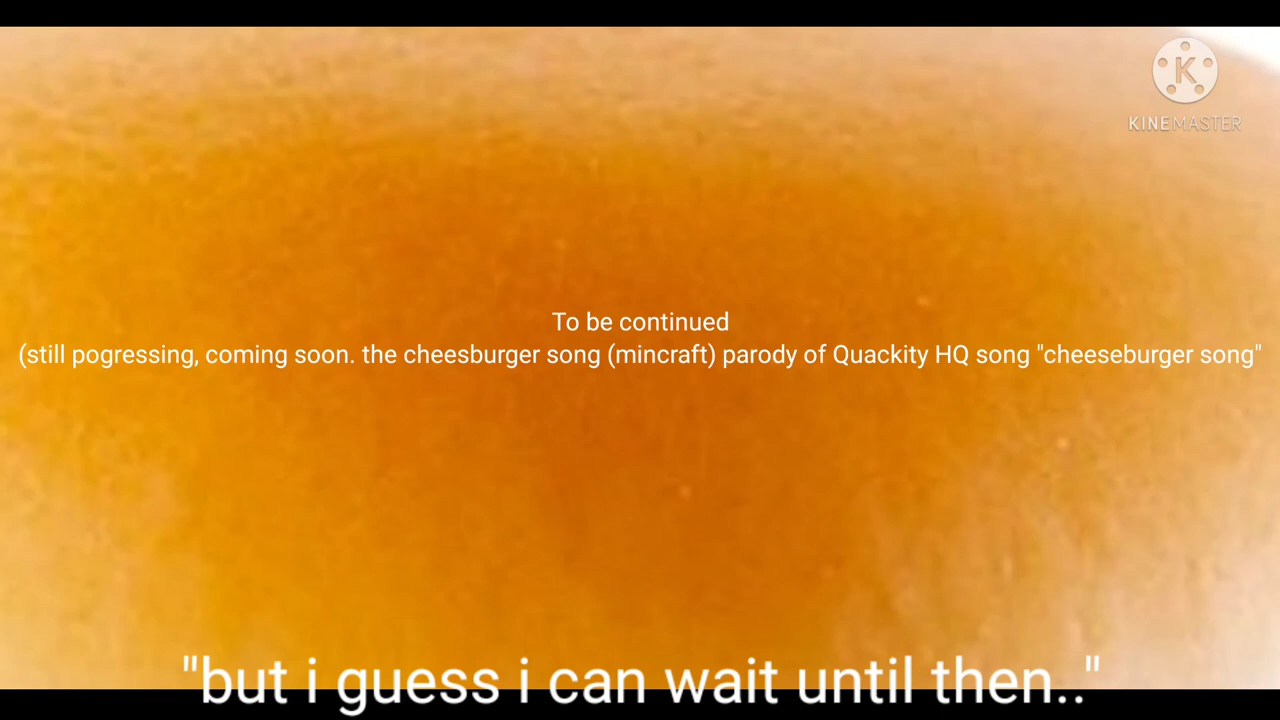 KINEMASTER
To be continued
(still pogressing, coming soon. the cheesburger song (mincraft) parody of Quackity HQ song "cheeseburger song"
"but i guess i can wait until then.."